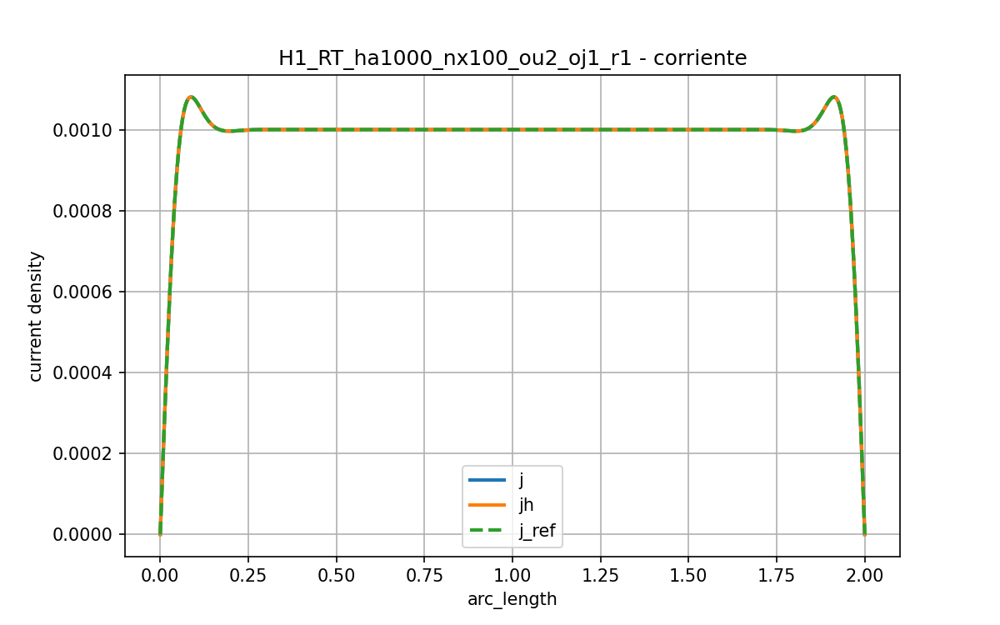 H1_RT_ha1000_nx100_ou2_oj1_r1 - corriente
current density
0.0010
0.0008
0.0006
0.0004
0.0002
0.0000
j
jh
j_ref
0.00 0.25 0.50 0.75 1.00 1.25 1.50 1.75 2.00
arc_length